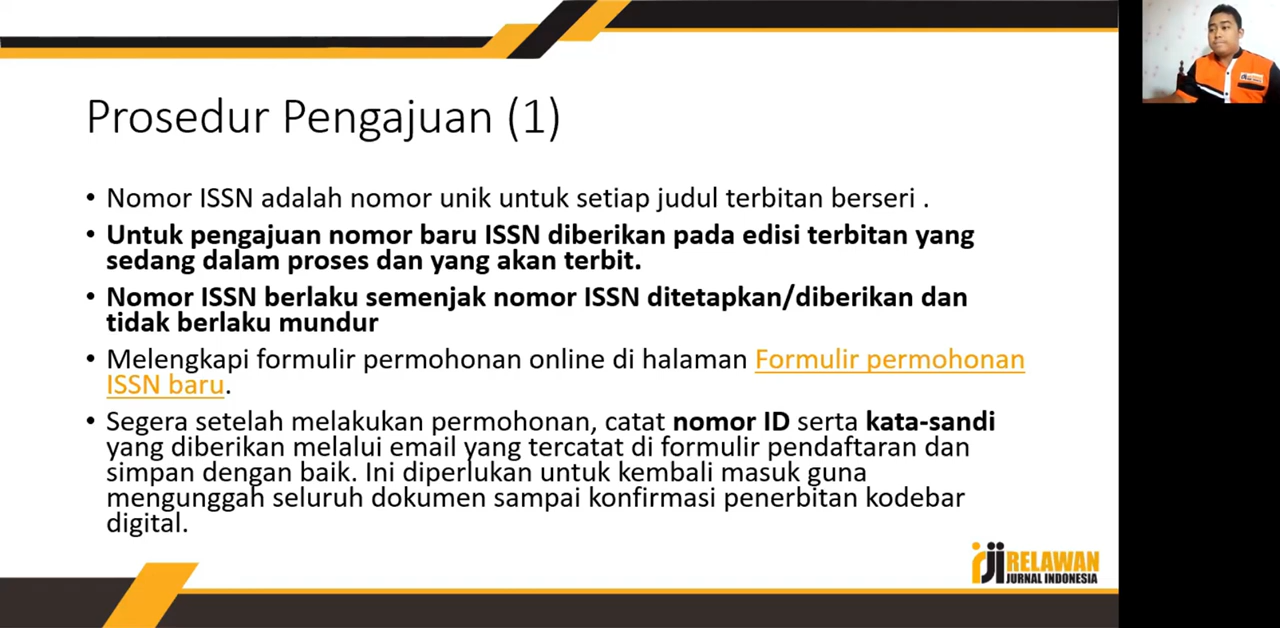 Prosedur Pengajuan (1)
• Nomor ISSN adalah nomor unik untuk setiap judul terbitan berseri .
• Untuk pengajuan nomor baru ISSN diberikan pada edisi terbitan yang
sedang dalam proses dan yang akan terbit.
• Nomor ISSN berlaku semenjak nomor ISSN ditetapkan/diberikan dan
tidak berlaku mundur
• Melengkapi formulir permohonan online di halaman Formulir permohonan
ISSN baru.
• Segera setelah melakukan permohonan, catat nomor ID serta kata-sandi
yang diberikan melalui email yang tercatat di formulir pendaftaran dan
simpan dengan baik. Ini diperlukan untuk kembali masuk guna
mengunggah seluruh dokumen sampai konfirmasi penerbitan kodebar
digital.
rji RELAWAN
JURNAL INDONESIA